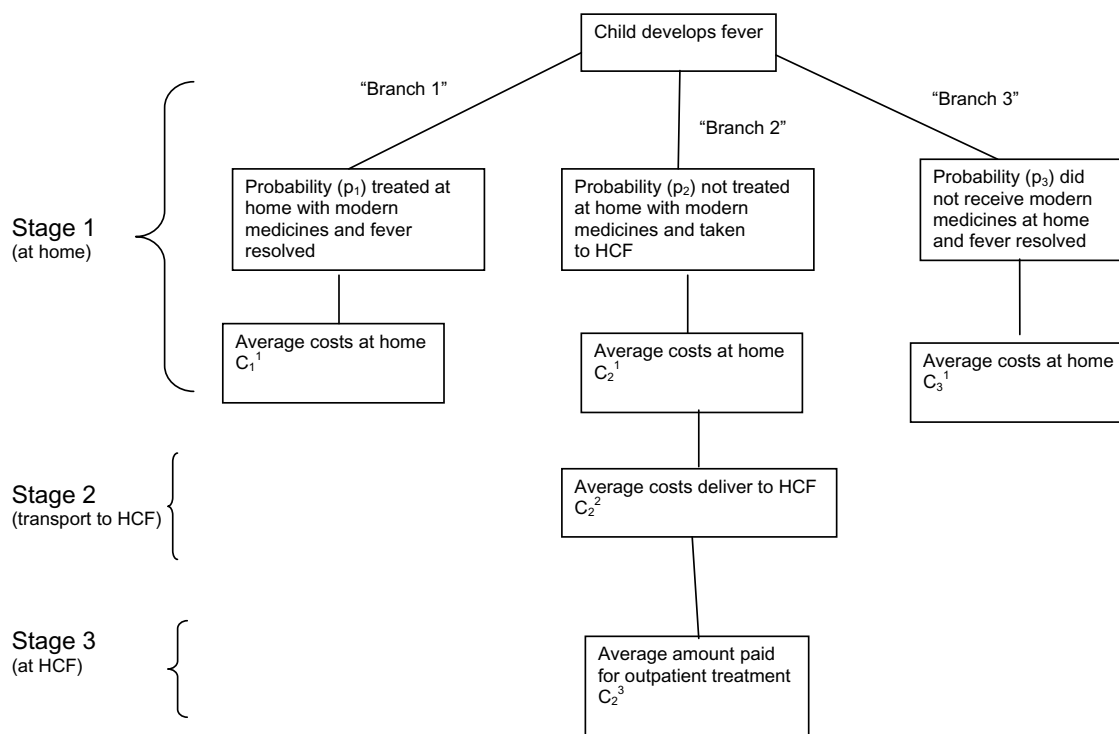 Child develops fever
“Branch 1”
“Branch 2”
“Branch 3”
Stage 1
(at home)
Probability (p₁) treated at
home with modern
medicines and fever
resolved
Probability (p₂) not treated
at home with modern
medicines and taken
to HCF
Probability (p₃) did
not receive modern
medicines at home
and fever resolved
Average costs at home
C₁¹
Average costs at home
C₂¹
Average costs at home
C₃¹
Stage 2
(transport to HCF)
Average costs deliver to HCF
C₂²
Stage 3
(at HCF)
Average amount paid
for outpatient treatment
C₂³